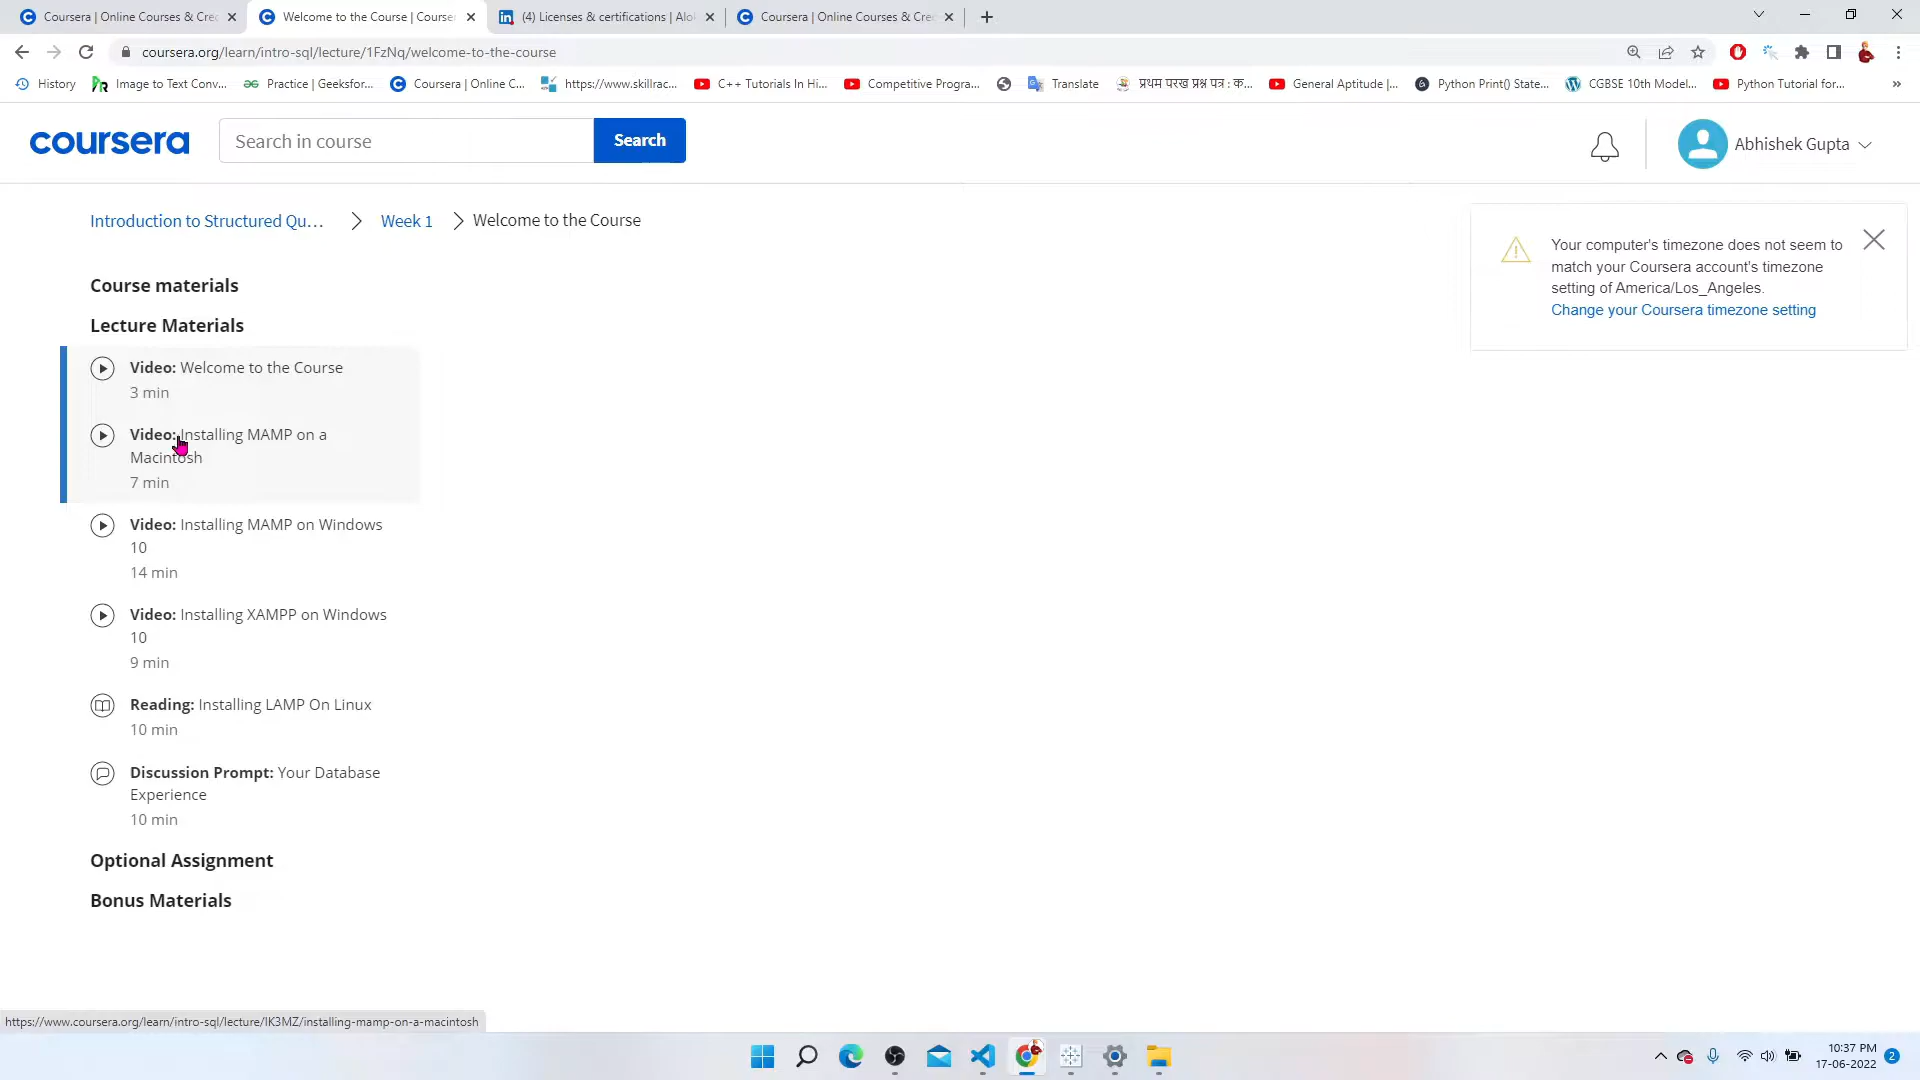 Coursera | Online Courses & Cre
Welcome to the Course | Courser
(4) Licenses & certifications | Alo
Coursera | Online Courses & Cre
coursera.org/learn/intro-sql/lecture/1FzNq/welcome-to-the-course
History
Image to Text Conv...
Practice | Geeksfor...
Coursera | Online C...
https://www.skillrac...
C++ Tutorials In Hi...
Competitive Progra...
Translate
प्रथम परख प्रश्न पत्र : क...
General Aptitude |...
Python Print() State...
CGBSE 10th Model...
Python Tutorial for...
»
coursera
Search in course
Search
Abhishek Gupta
Introduction to Structured Qu...
Week 1
Welcome to the Course
Your computer's timezone does not seem to
match your Coursera account's timezone
setting of America/Los_Angeles.
Change your Coursera timezone setting
Course materials
Lecture Materials
Video: Welcome to the Course
3 min
Video: Installing MAMP on a
Macintosh
7 min
Video: Installing MAMP on Windows
10
14 min
Video: Installing XAMPP on Windows
10
9 min
Reading: Installing LAMP On Linux
10 min
Discussion Prompt: Your Database
Experience
10 min
Optional Assignment
Bonus Materials
https://www.coursera.org/learn/intro-sql/lecture/IK3MZ/installing-mamp-on-a-macintosh
10:37 PM
17-06-2022
2